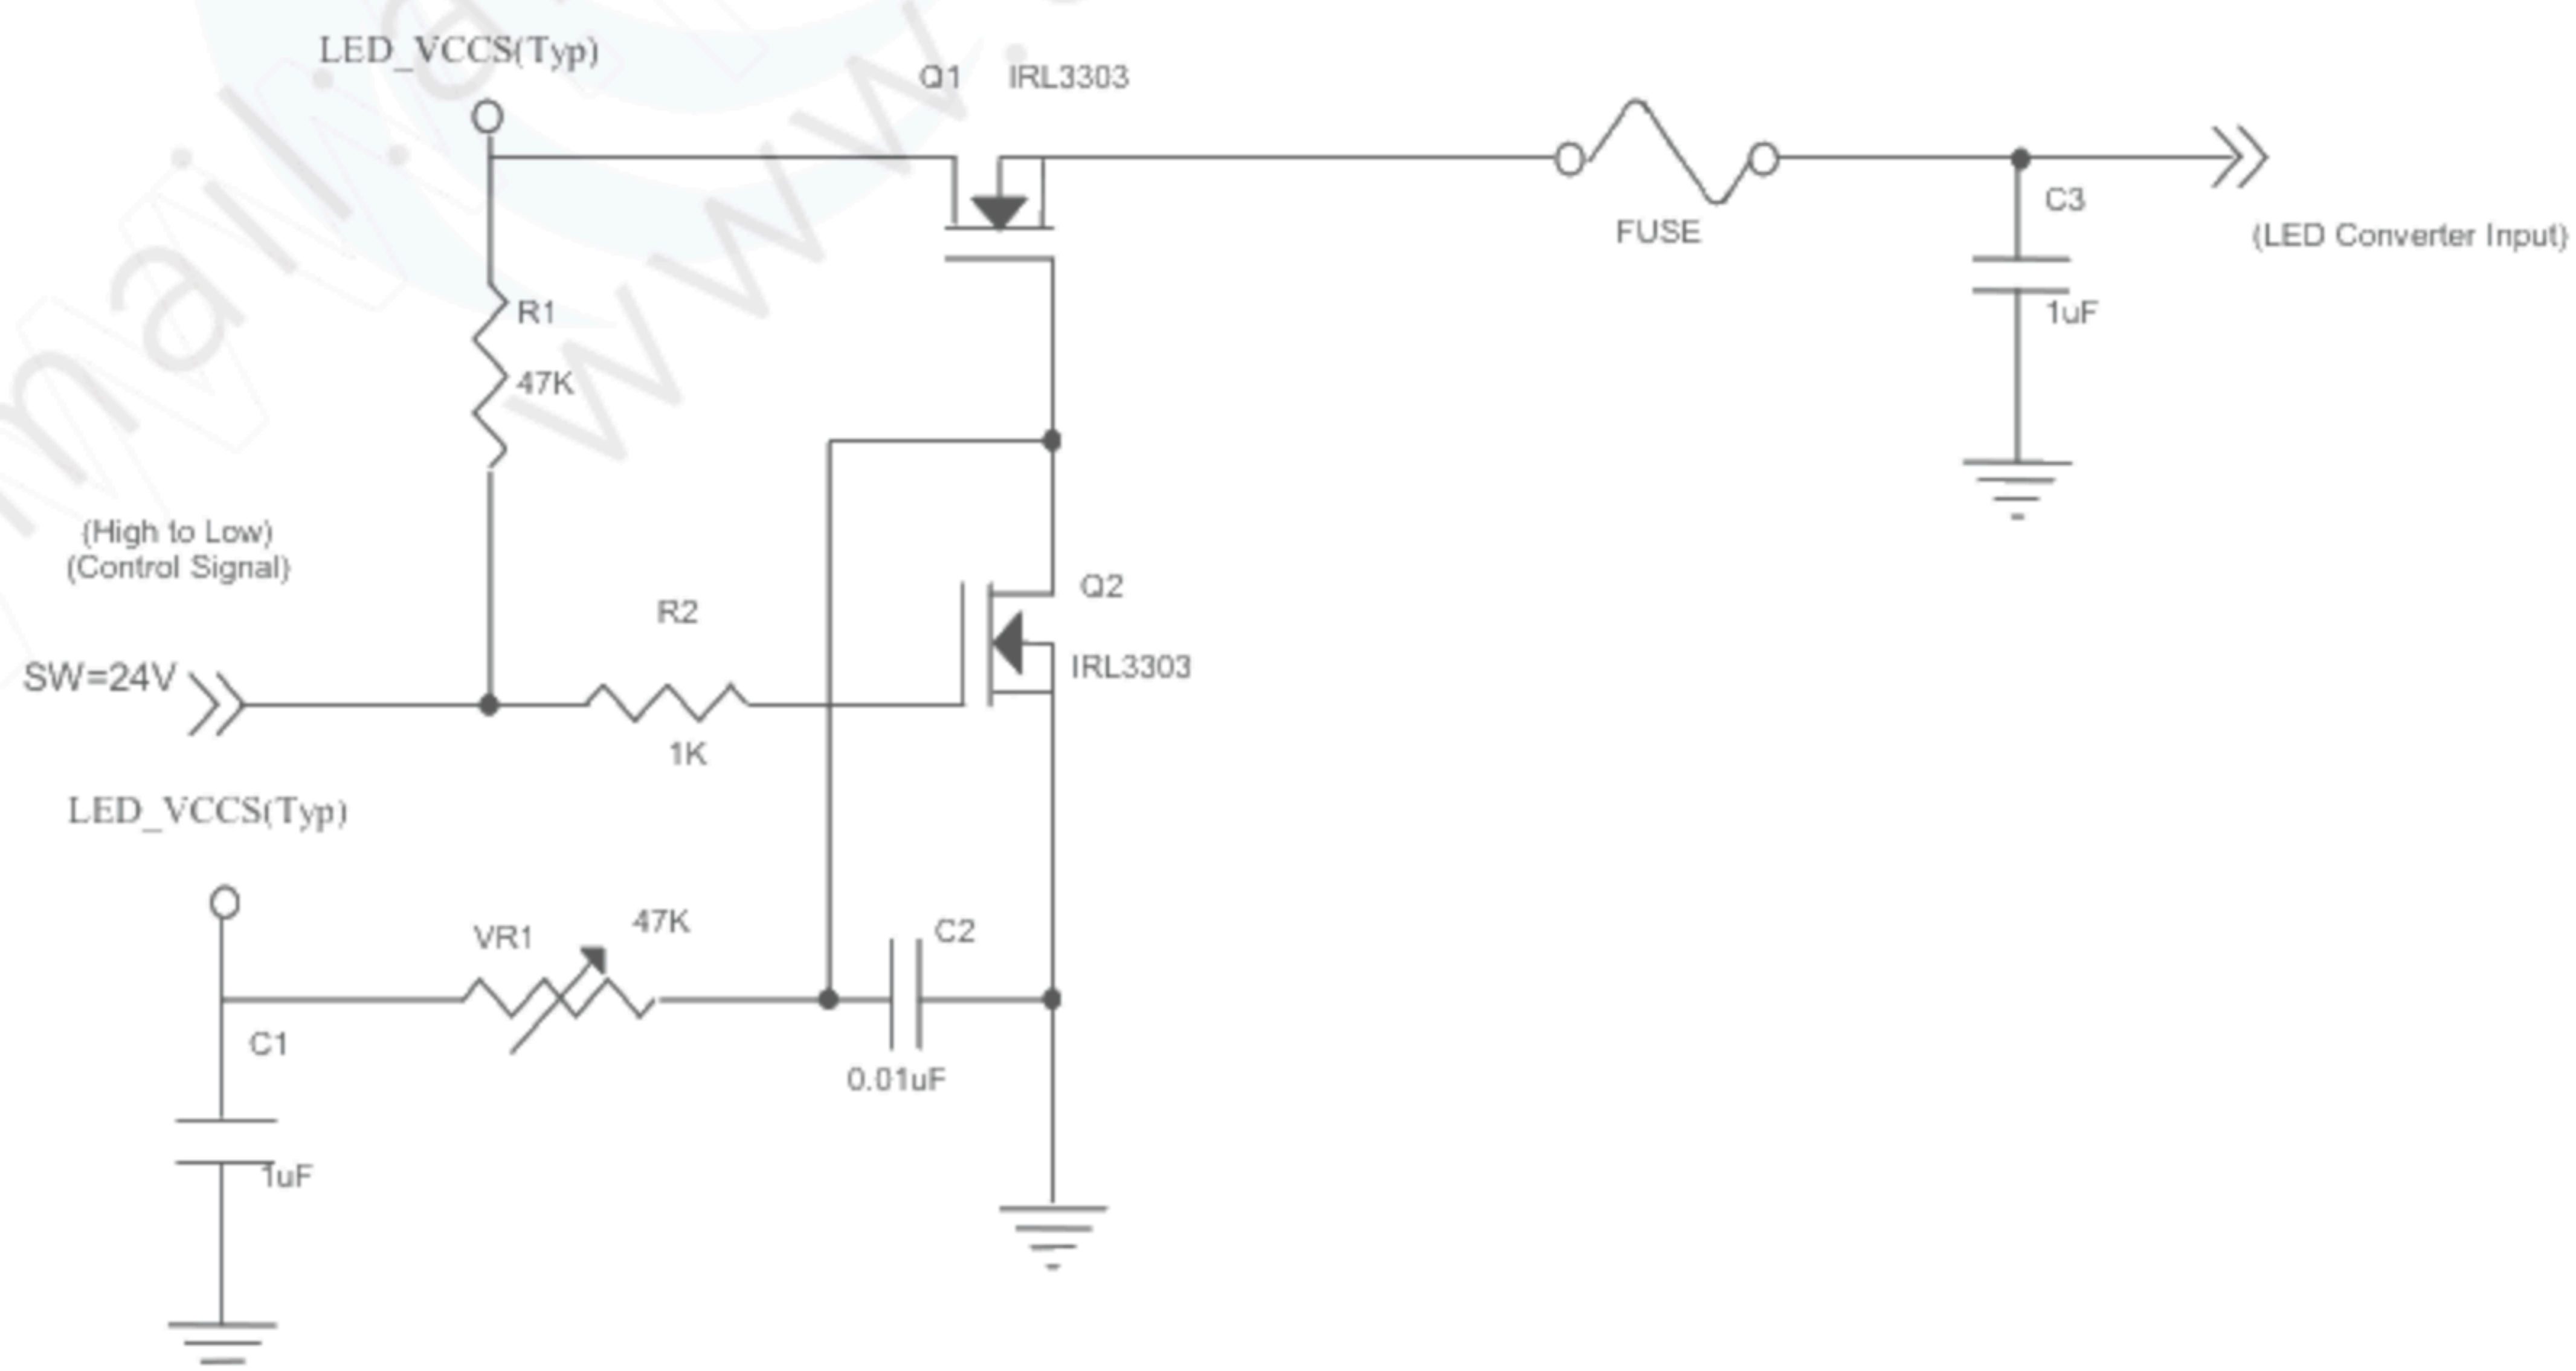 LED_VCCS(Typ)
Q1 IRL3303
C3
FUSE
(LED Converter Input)
R1
1uF
47K
(High to Low)
(Control Signal)
Q2
R2
IRL3303
SW=24V
1K
LED_VCCS(Typ)
47K
VR1
C2
C1
0.01uF
1uF